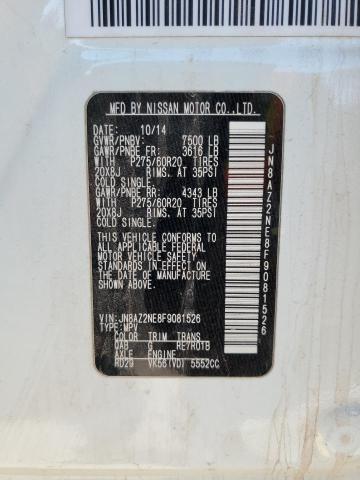 MFD BY NISSAN MOTOR CO.,LTD.
DATE: 10/14
GVWR/PNBV: 7500 LB
GAWR/PNBE FR: 3616 LB
WITH P275/60R20 TIRES
20X8J RIMS, AT 35PSI
COLD SINGLE.
GAWR/PNBE RR: 4343 LB
WITH P275/60R20 TIRES
20X8J RIMS, AT 35PSI
COLD SINGLE.
THIS VEHICLE CONFORMS TO
ALL APPLICABLE FEDERAL
MOTOR VEHICLE SAFETY
STANDARDS IN EFFECT ON
THE DATE OF MANUFACTURE
SHOWN ABOVE.
VIN: JN8AZ2NE8F9081526
TYPE: MPV
COLOR TRIM TRANS
QAB G RE7R01B
AXLE ENGINE
RD29 VK56(VD) 5552CC
JN8AZ2NE8F9081526